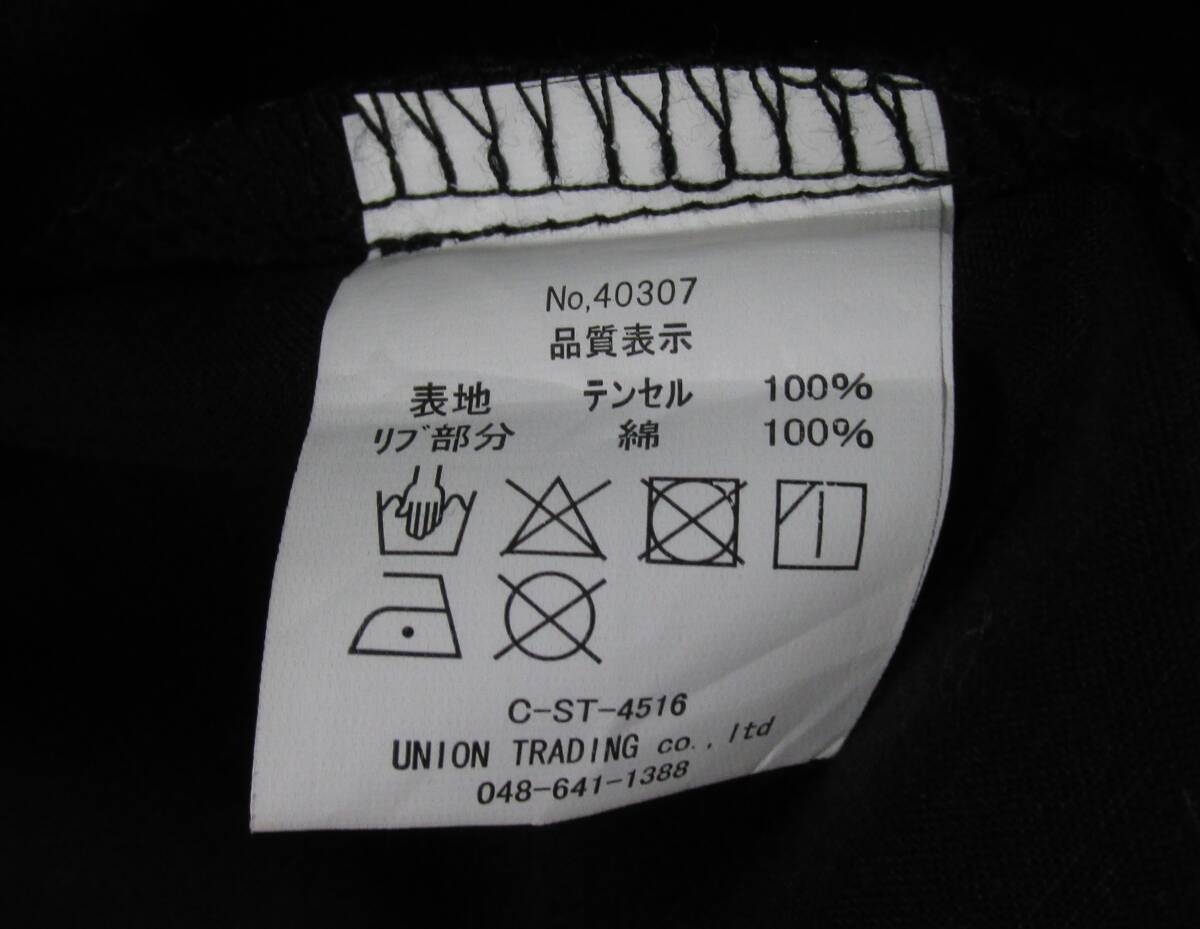 No,40307
品質表示
表地 テンセル 100%
リブ部分 綿 100%
C-ST-4516
UNION TRADING co., ltd
048-641-1388